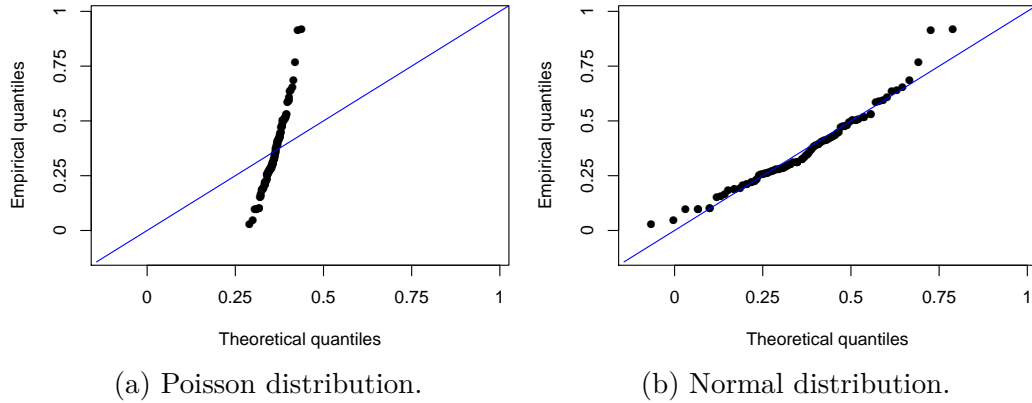 1
0.75
0.5
0.25
0
Empirical quantiles
0 0.25 0.5 0.75 1
Theoretical quantiles
(a) Poisson distribution.
1
0.75
0.5
0.25
0
Empirical quantiles
0 0.25 0.5 0.75 1
Theoretical quantiles
(b) Normal distribution.